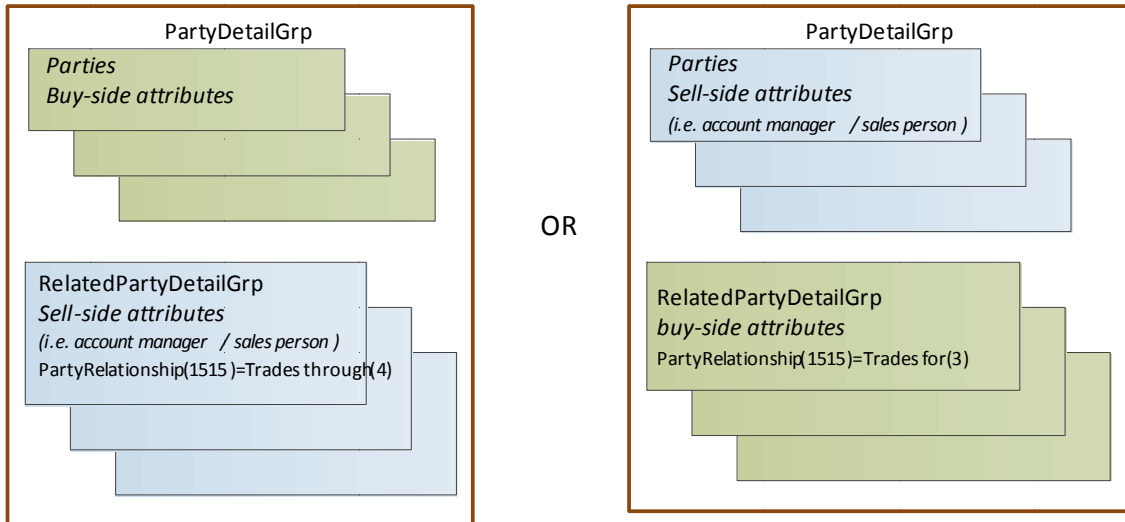 PartyDetailGrp
Parties
Buy-side attributes
RelatedPartyDetailGrp
Sell-side attributes
(i.e. account manager / sales person )
PartyRelationship(1515)=Trades through(4)
OR
PartyDetailGrp
Parties
Sell-side attributes
(i.e. account manager / sales person )
RelatedPartyDetailGrp
buy-side attributes
PartyRelationship(1515)=Trades for(3)